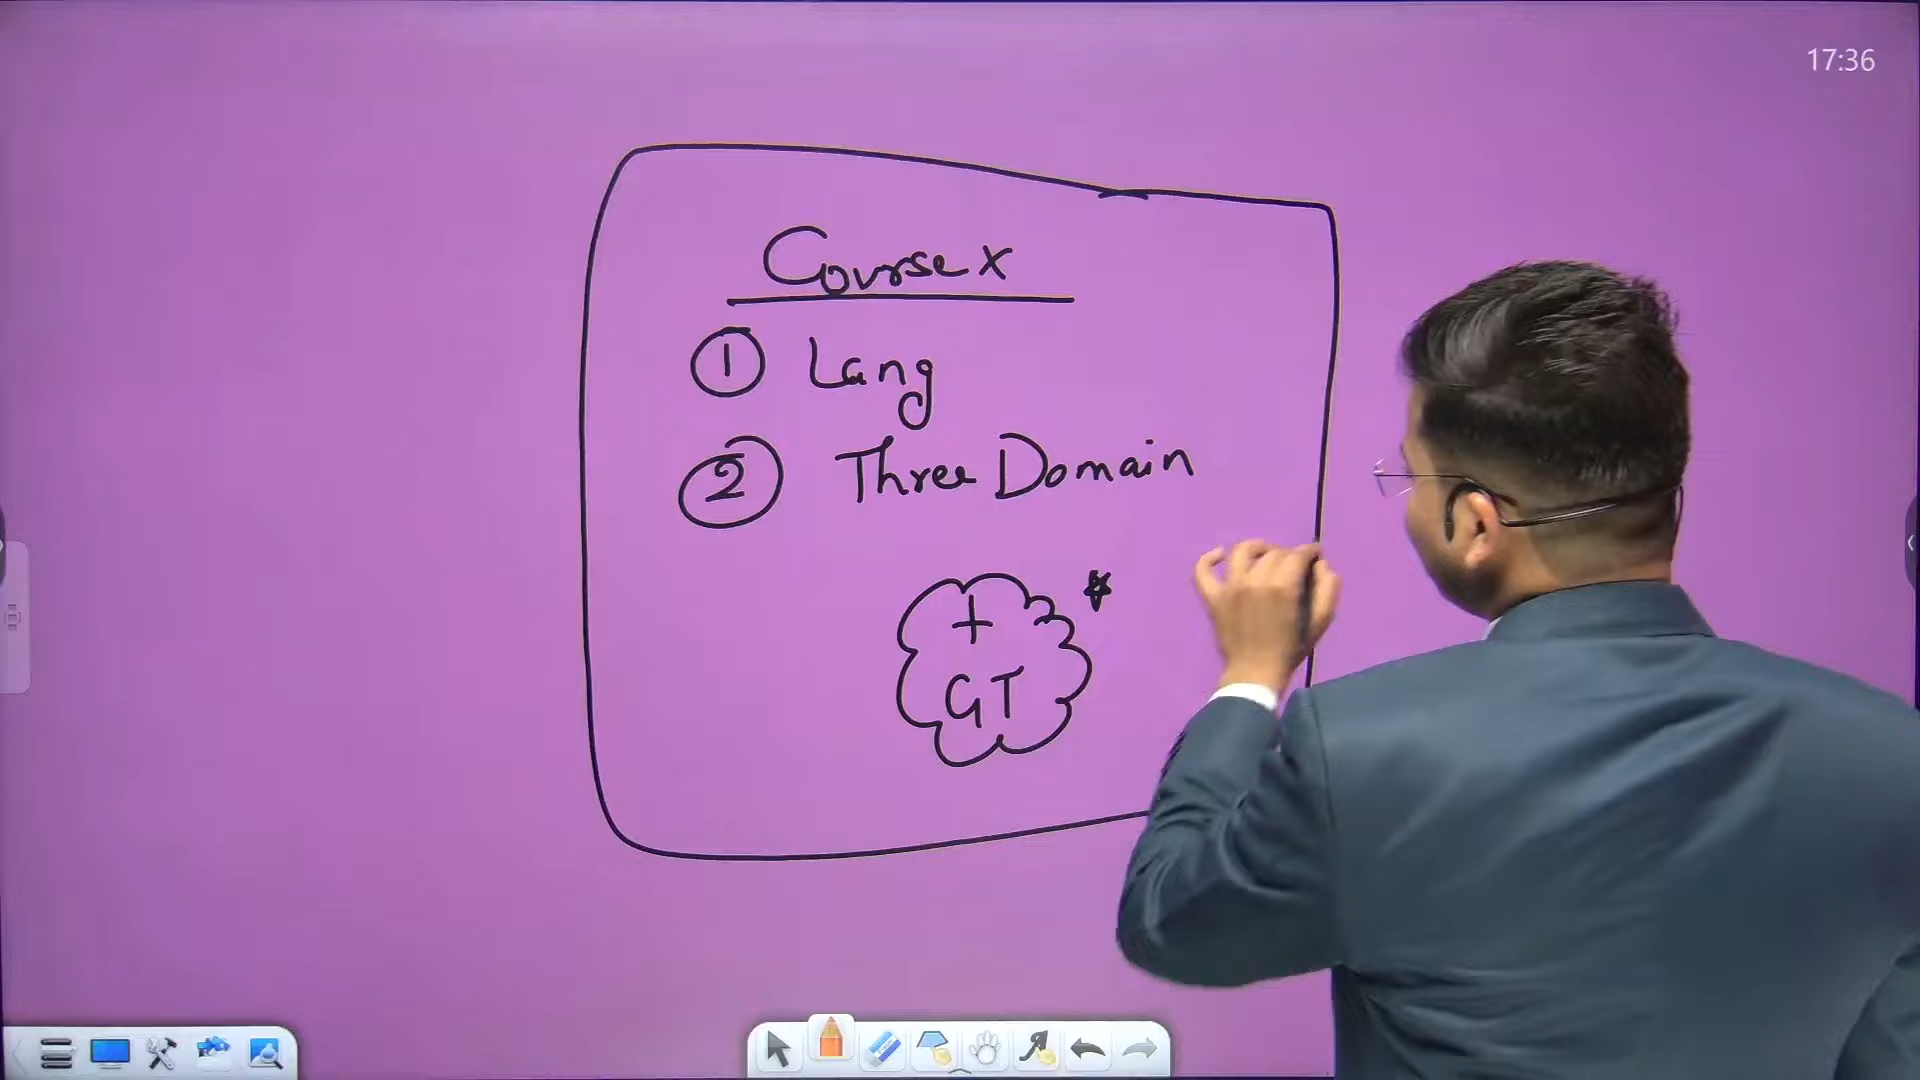 17:36
Course x
① Lang
② Three Domain
+
GT